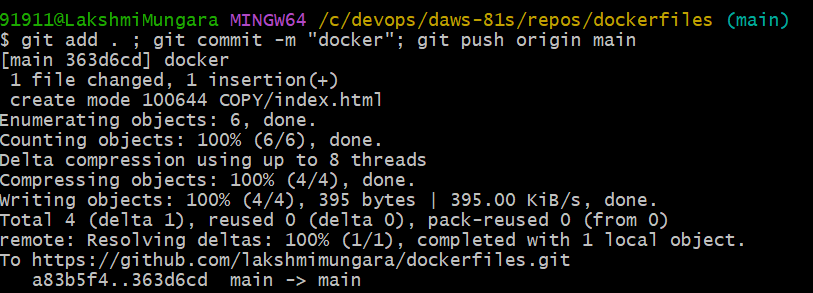 91911@LakshmiMungara MINGW64 /c/devops/daws-81s/repos/dockerfiles (main)
$ git add . ; git commit -m "docker"; git push origin main
[main 363d6cd] docker
 1 file changed, 1 insertion(+)
 create mode 100644 COPY/index.html
Enumerating objects: 6, done.
Counting objects: 100% (6/6), done.
Delta compression using up to 8 threads
Compressing objects: 100% (4/4), done.
Writing objects: 100% (4/4), 395 bytes | 395.00 KiB/s, done.
Total 4 (delta 1), reused 0 (delta 0), pack-reused 0 (from 0)
remote: Resolving deltas: 100% (1/1), completed with 1 local object.
To https://github.com/lakshmimungara/dockerfiles.git
   a83b5f4..363d6cd  main -> main